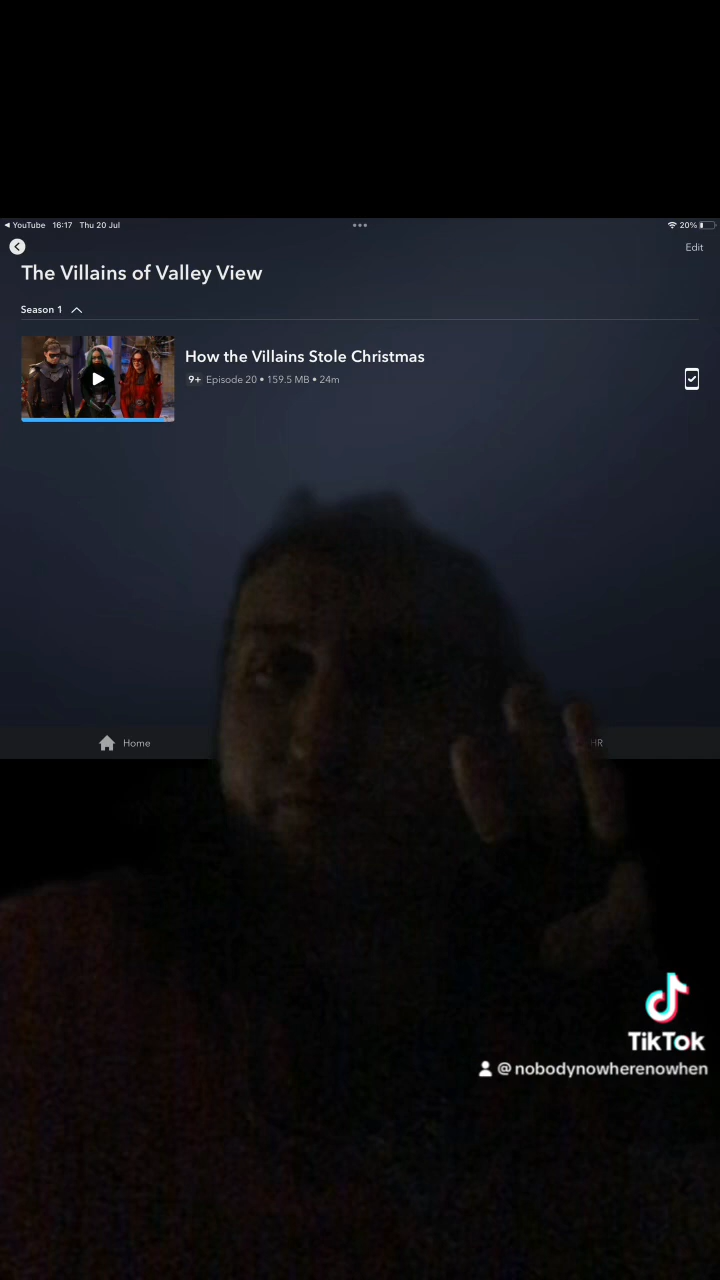 ◀ YouTube 16:17 Thu 20 Jul
20%
Edit
The Villains of Valley View
Season 1
How the Villains Stole Christmas
9+ Episode 20 • 159.5 MB • 24m
Home
HR
TikTok
@nobodynowherenowhen